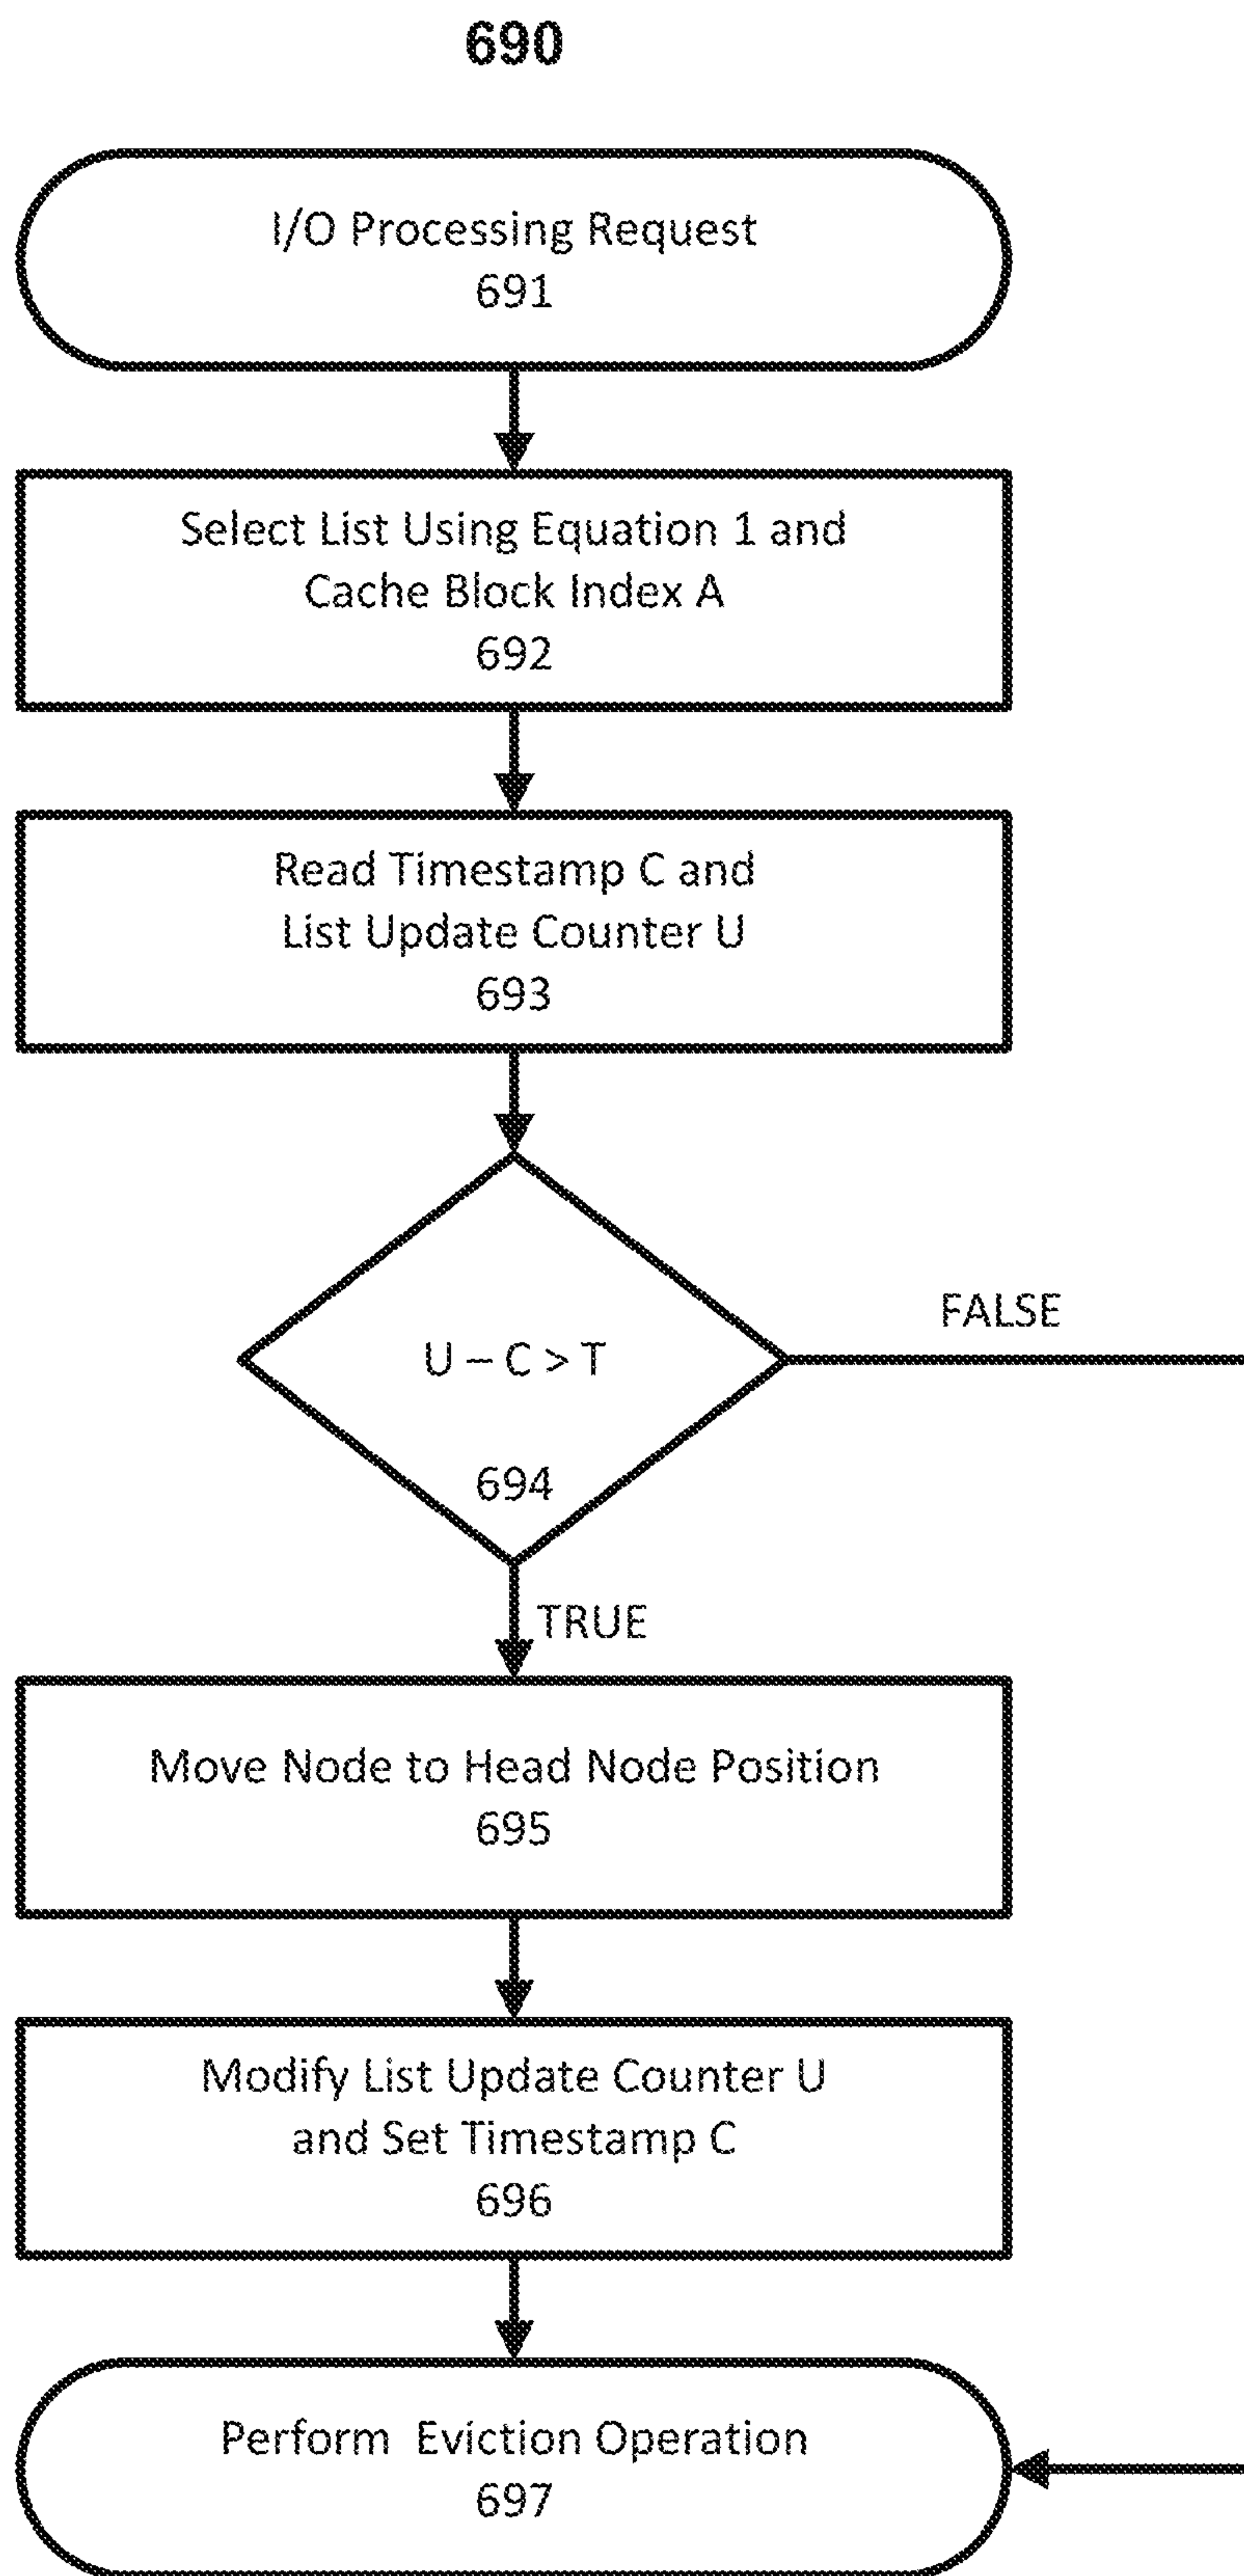 690
I/O Processing Request
691
Select List Using Equation 1 and
Cache Block Index A
692
Read Timestamp C and
List Update Counter U
693
U – C > T
694
FALSE
TRUE
Move Node to Head Node Position
695
Modify List Update Counter U
and Set Timestamp C
696
Perform Eviction Operation
697